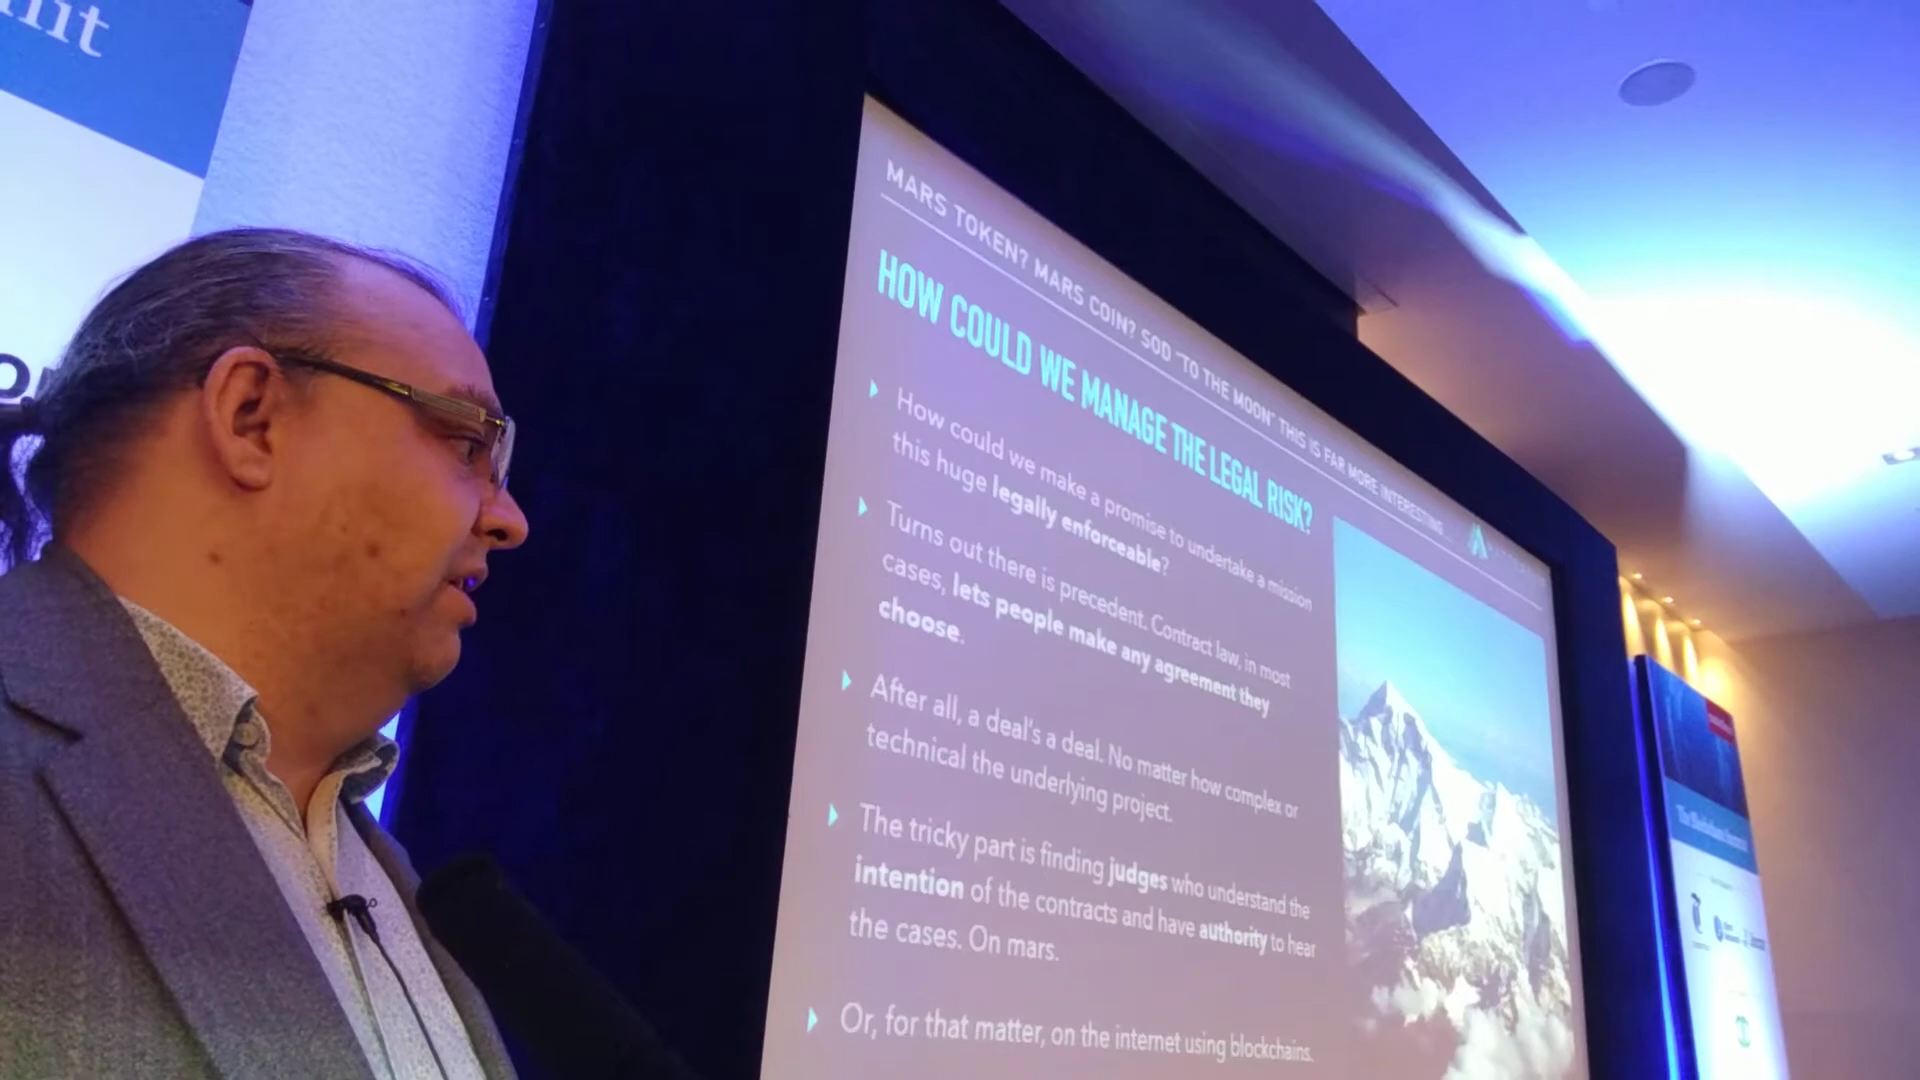 MARS TOKEN? MARS COIN? SOD "TO THE MOON" THIS IS FAR MORE INTERESTING...
HOW COULD WE MANAGE THE LEGAL RISK?
How could we make a promise to undertake a mission
this huge legally enforceable?
Turns out there is precedent. Contract law, in most
cases, lets people make any agreement they
choose.
After all, a deal's a deal. No matter how complex or
technical the underlying project.
The tricky part is finding judges who understand the
intention of the contracts and have authority to hear
the cases. On mars.
Or, for that matter, on the internet using blockchains.